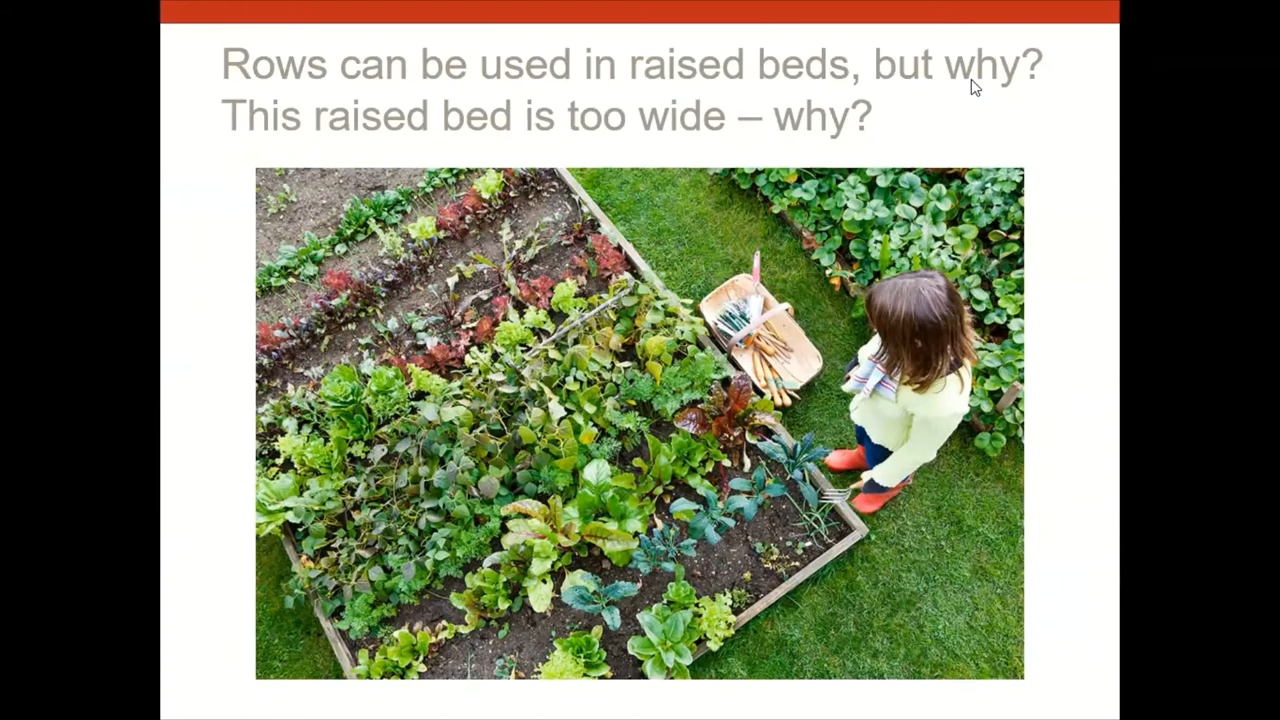 Rows can be used in raised beds, but why?
This raised bed is too wide – why?